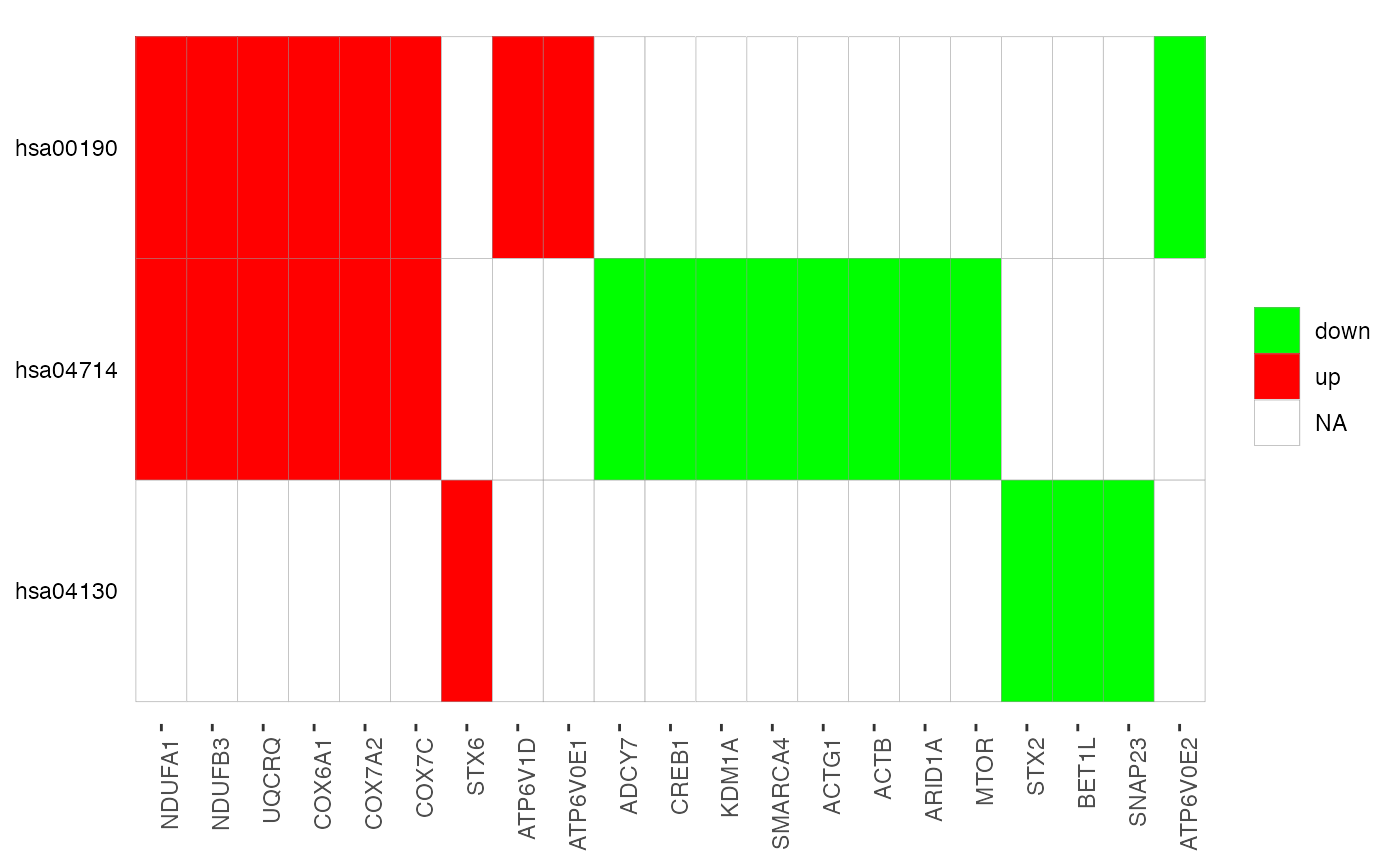 hsa00190
hsa04714
hsa04130
down
up
NA
NDUFA1
NDUFB3
UQCRQ
COX6A1
COX7A2
COX7C
STX6
ATP6V1D
ATP6V0E1
ADCY7
CREB1
KDM1A
SMARCA4
ACTG1
ACTB
ARID1A
MTOR
STX2
BET1L
SNAP23
ATP6V0E2